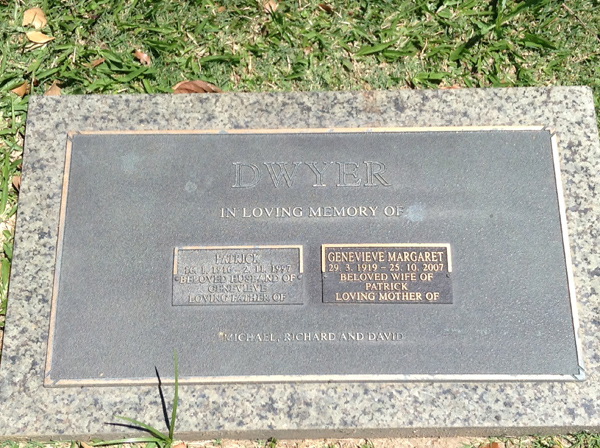 DWYER
IN LOVING MEMORY OF
PATRICK
BELOVED HUSBAND OF
GENEVIEVE
LOVING FATHER OF
GENEVIEVE MARGARET
29. 3. 1919 - 25. 10. 2007
BELOVED WIFE OF
PATRICK
LOVING MOTHER OF
MICHAEL, RICHARD AND DAVID